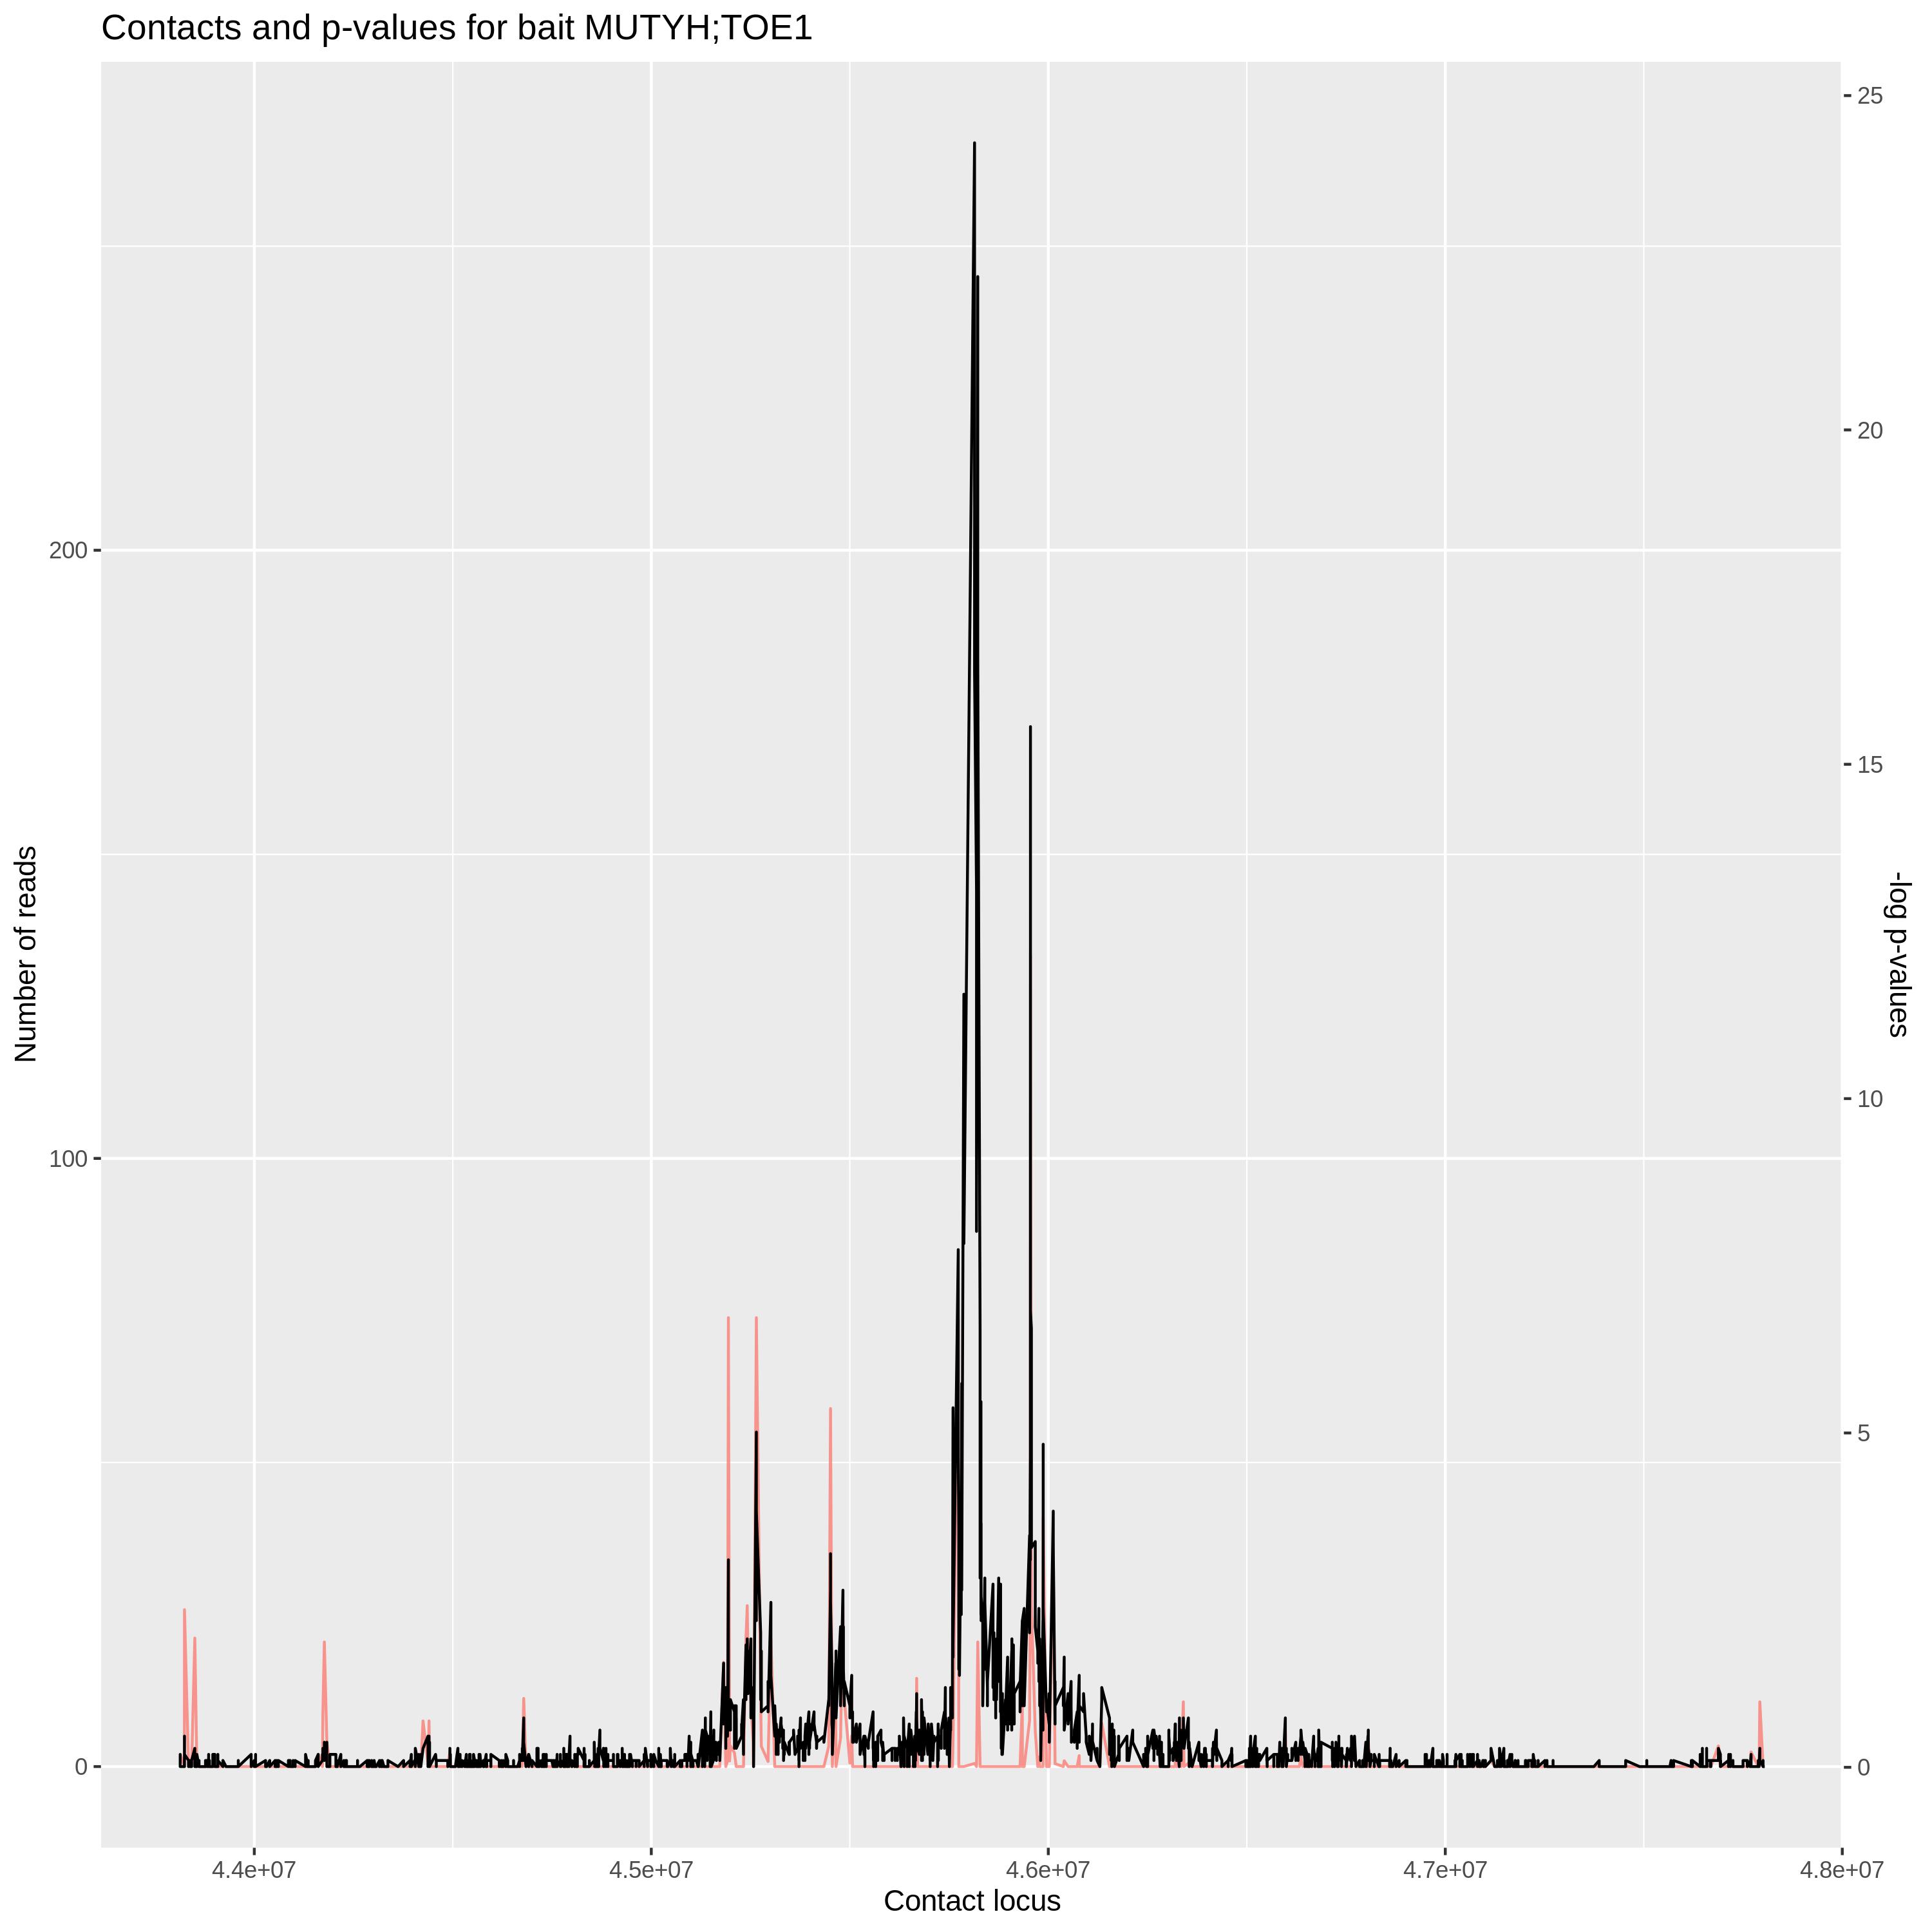 Contacts and p-values for bait MUTYH;TOE1
25
20
200
15
Number of reads
-log p-values
10
100
5
0
0
4.4e+07 4.5e+07 4.6e+07 4.7e+07 4.8e+07
Contact locus